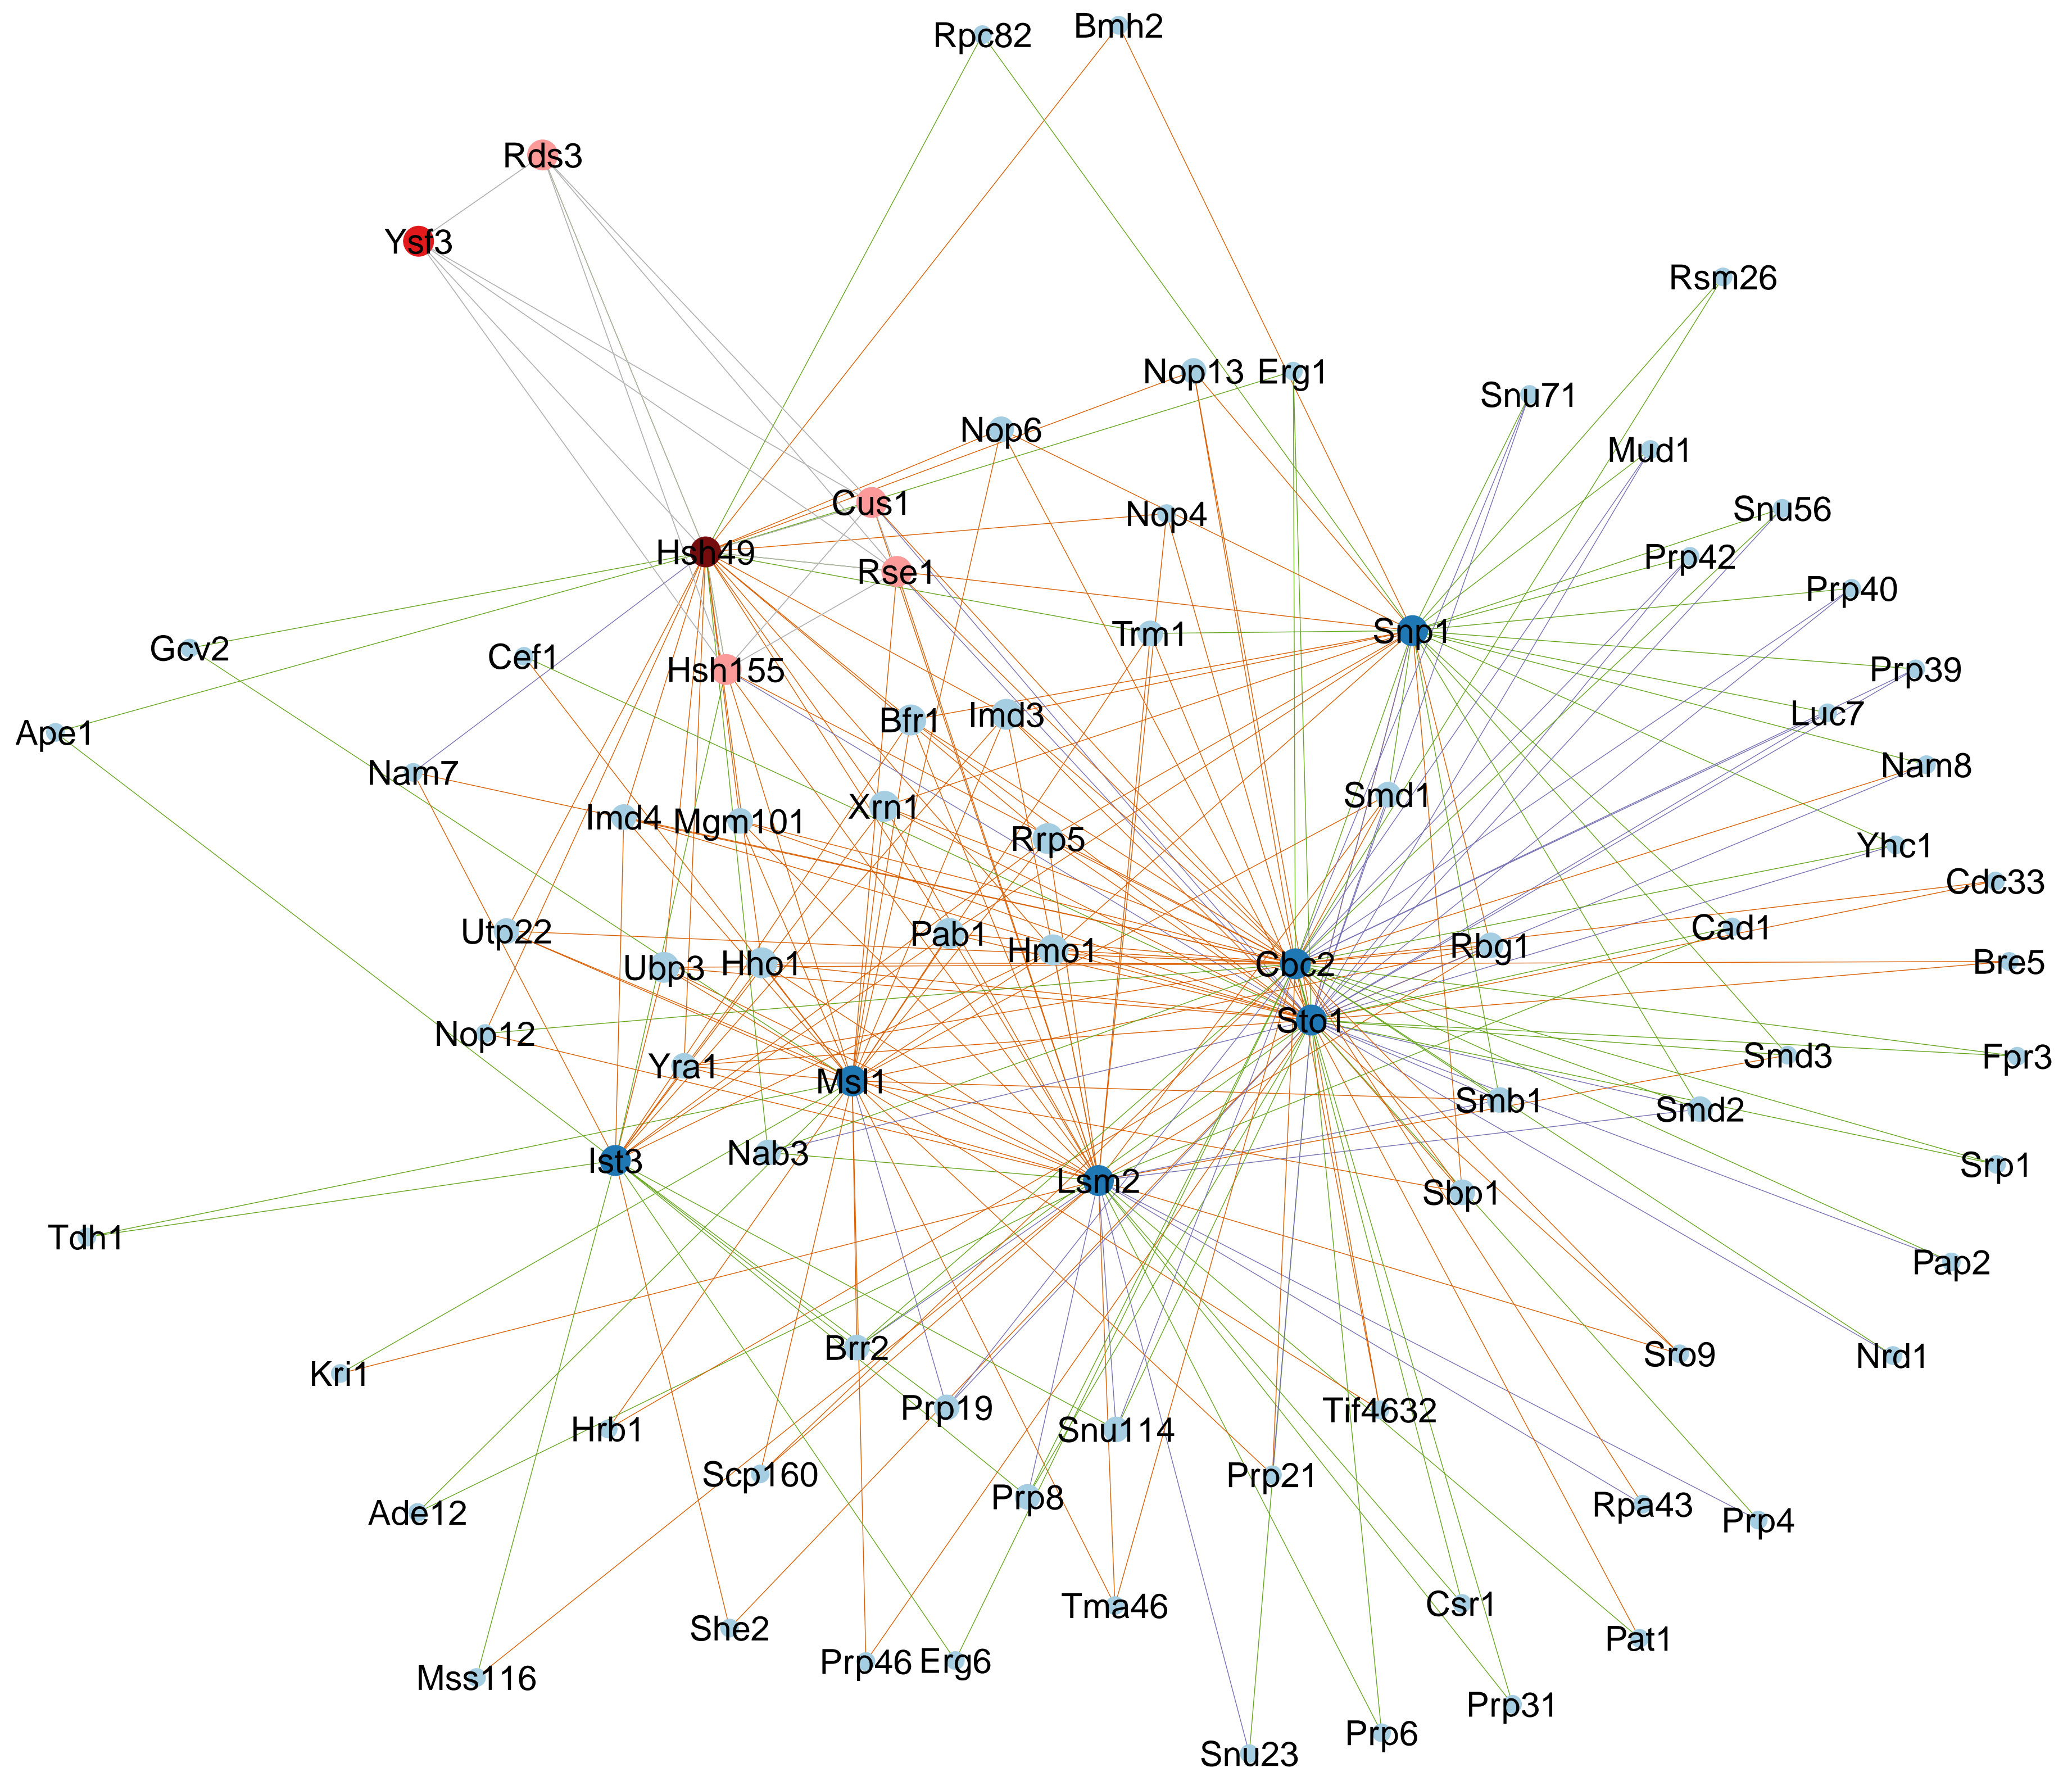 Rpc82
Bmh2
Rds3
Ysf3
Rsm26
Nop13
Erg1
Snu71
Nop6
Mud1
Cus1
Nop4
Snu56
Hsh49
Prp42
Rse1
Prp40
Trm1
Snp1
Gcv2
Cef1
Hsh155
Prp39
Ape1
Bfr1
Imd3
Luc7
Nam7
Nam8
Smd1
Imd4
Mgm101
Xrn1
Rrp5
Yhc1
Cdc33
Utp22
Pab1
Cad1
Ubp3
Hho1
Hmo1
Cbc2
Rbg1
Bre5
Nop12
Sto1
Yra1
Msl1
Smd3
Fpr3
Smb1
Smd2
Ist3
Nab3
Lsm2
Sbp1
Srp1
Tdh1
Pap2
Kri1
Brr2
Sro9
Nrd1
Hrb1
Prp19
Snu114
Tif4632
Scp160
Prp8
Prp21
Ade12
Rpa43
Prp4
She2
Tma46
Csr1
Pat1
Mss116
Prp46
Erg6
Prp31
Prp6
Snu23